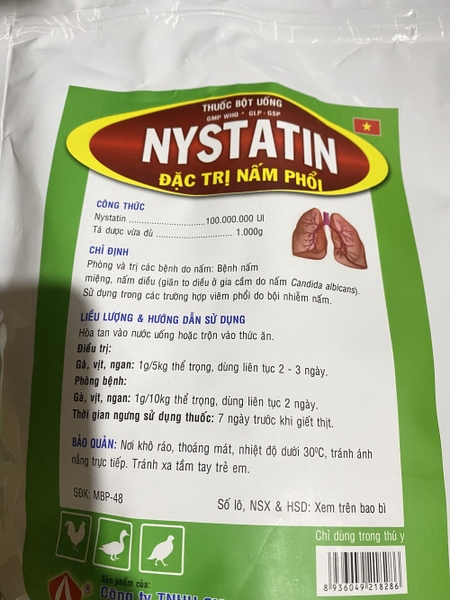 THUỐC BỘT UỐNG
GMP WHO * GLP - GSP
NYSTATIN
ĐẶC TRỊ NẤM PHỔI
CÔNG THỨC
Nystatin ........................100.000.000 UI
Tá dược vừa đủ ........................ 1.000g
CHỈ ĐỊNH
Phòng và trị các bệnh do nấm: Bệnh nấm
miệng, nấm diều (giãn to diều ở gia cầm do nấm Candida albicans).
Sử dụng trong các trường hợp viêm phổi do bội nhiễm nấm.
LIỀU LƯỢNG & HƯỚNG DẪN SỬ DỤNG
Hòa tan vào nước uống hoặc trộn vào thức ăn.
Điều trị:
Gà, vịt, ngan: 1g/5kg thể trọng, dùng liên tục 2 - 3 ngày.
Phòng bệnh:
Gà, vịt, ngan: 1g/10kg thể trọng, dùng liên tục 2 ngày.
Thời gian ngưng sử dụng thuốc: 7 ngày trước khi giết thịt.
BẢO QUẢN: Nơi khô ráo, thoáng mát, nhiệt độ dưới 30ºC, tránh ánh
nắng trực tiếp. Tránh xa tầm tay trẻ em.
SĐK: MBP-48
Số lô, NSX & HSD: Xem trên bao bì
Chỉ dùng trong thú y
8 936049 218286
Sản phẩm của:
Công ty TNHH